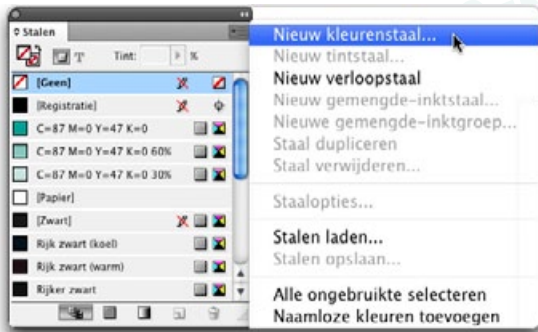 Stalen
T Tint: %
[Geen]
[Registratie]
C=87 M=0 Y=47 K=0
C=87 M=0 Y=47 K=0 60%
C=87 M=0 Y=47 K=0 30%
[Papier]
[Zwart]
Rijk zwart (koel)
Rijk zwart (warm)
Rijker zwart
Nieuw kleurenstaal...
Nieuw tintstaal...
Nieuw verloopstaal
Nieuw gemengde-inktstaal...
Nieuwe gemengde-inktgroep...
Staal dupliceren
Staal verwijderen...
Staalopties...
Stalen laden...
Stalen opslaan...
Alle ongebruikte selecteren
Naamloze kleuren toevoegen